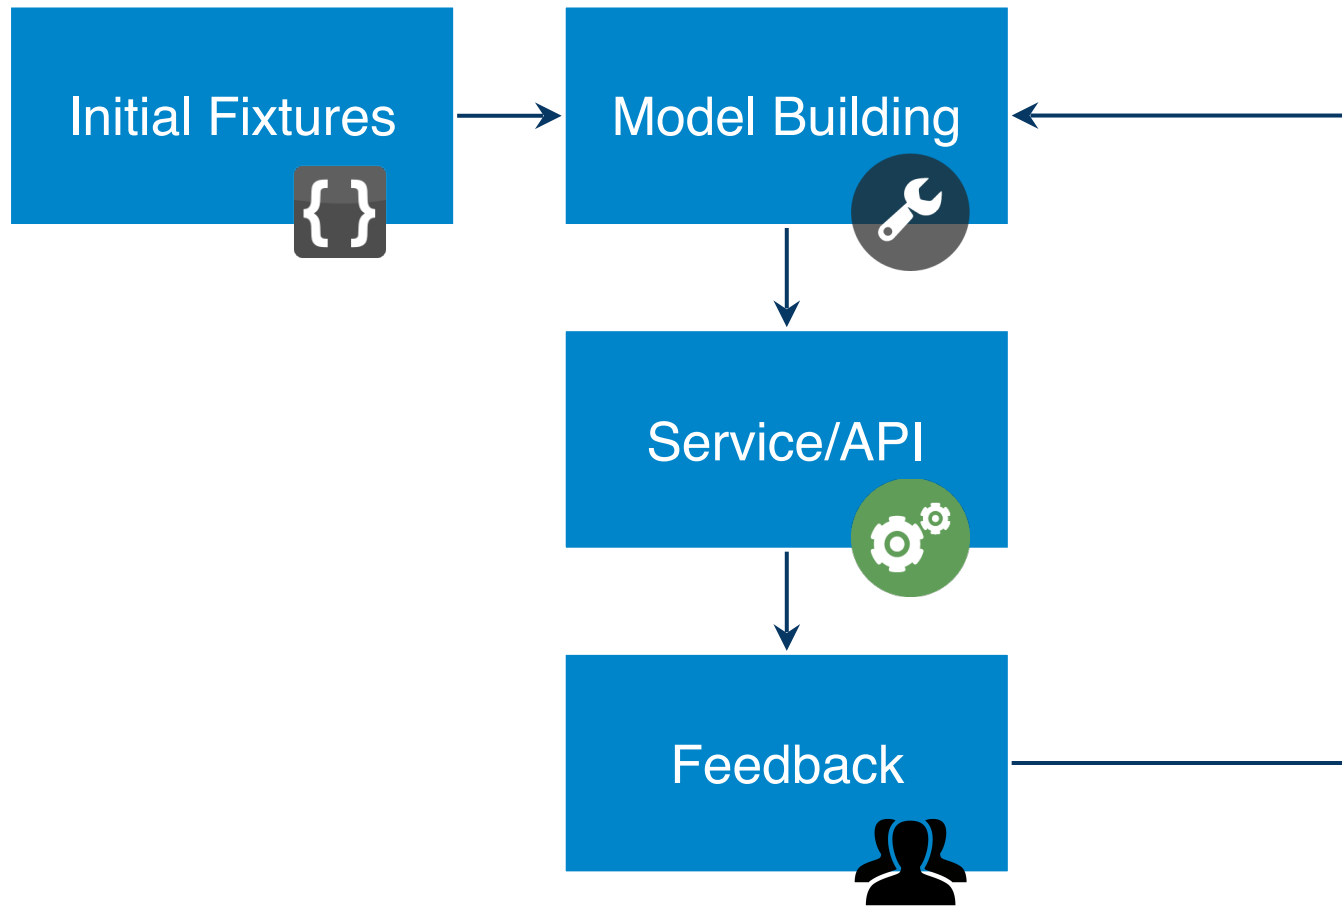 Initial Fixtures
Model Building
{ }
Service/API
Feedback